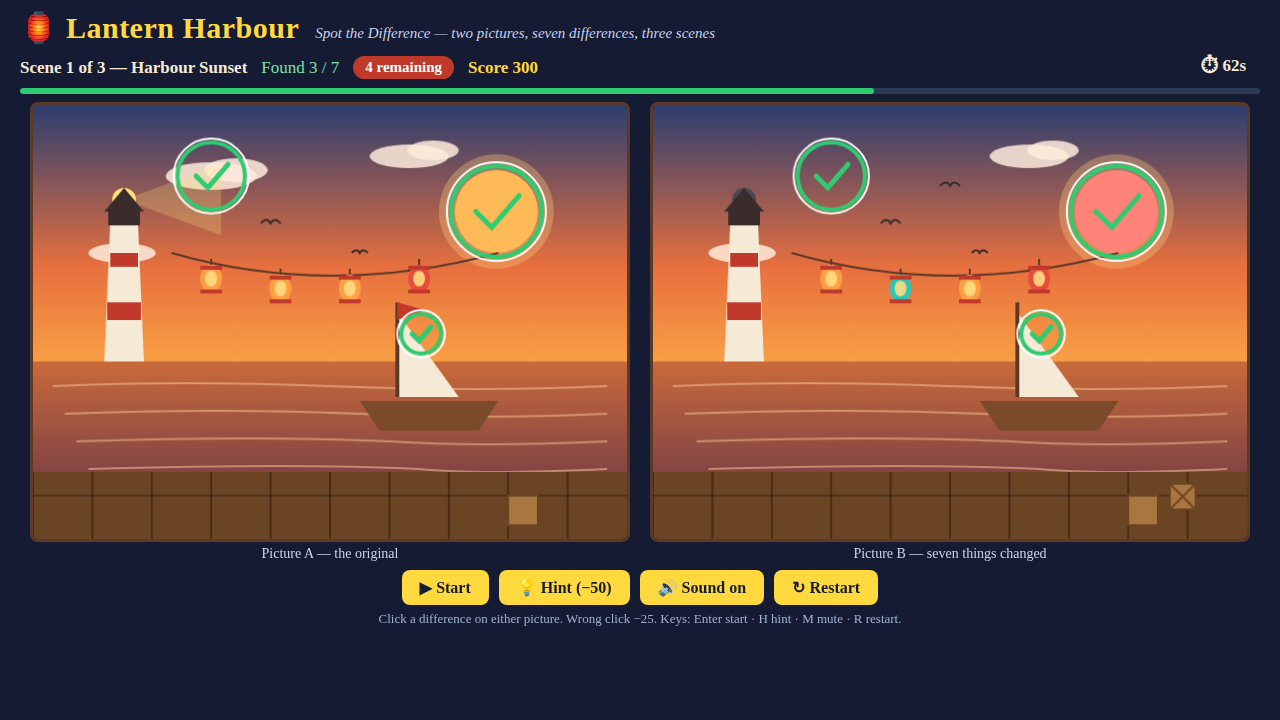 Lantern Harbour
Spot the Difference — two pictures, seven differences, three scenes
Scene 1 of 3 — Harbour Sunset
Found 3 / 7
4 remaining
Score 300
62s
Picture A — the original
Picture B — seven things changed
▶ Start
Hint (−50)
Sound on
↻ Restart
Click a difference on either picture. Wrong click −25. Keys: Enter start · H hint · M mute · R restart.